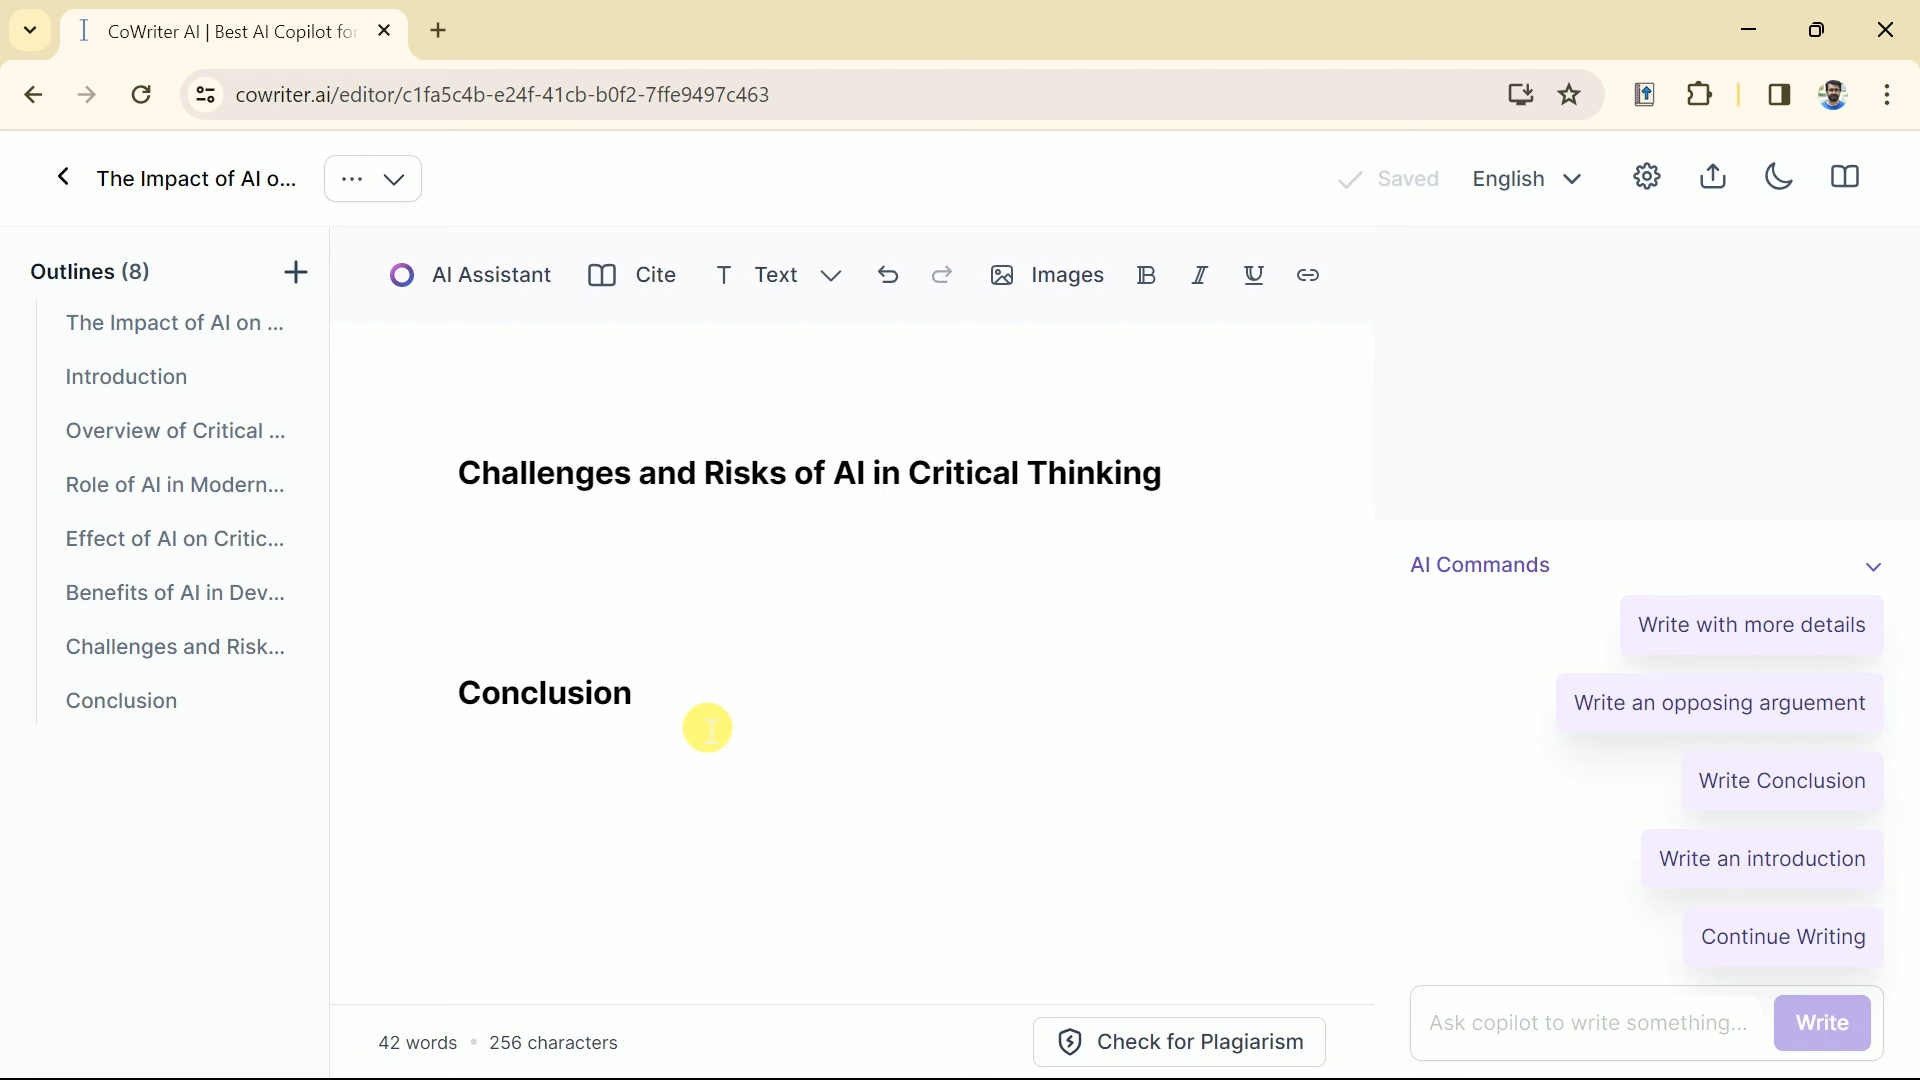 CoWriter AI | Best AI Copilot for
cowriter.ai/editor/c1fa5c4b-e24f-41cb-b0f2-7ffe9497c463
The Impact of AI o...
Saved
English
Outlines (8)
The Impact of AI on ...
Introduction
Overview of Critical ...
Role of AI in Modern...
Effect of AI on Critic...
Benefits of AI in Dev...
Challenges and Risk...
Conclusion
AI Assistant
Cite
T Text
Images
B I U
Challenges and Risks of AI in Critical Thinking
Conclusion
42 words • 256 characters
Check for Plagiarism
AI Commands
Write with more details
Write an opposing arguement
Write Conclusion
Write an introduction
Continue Writing
Ask copilot to write something...
Write